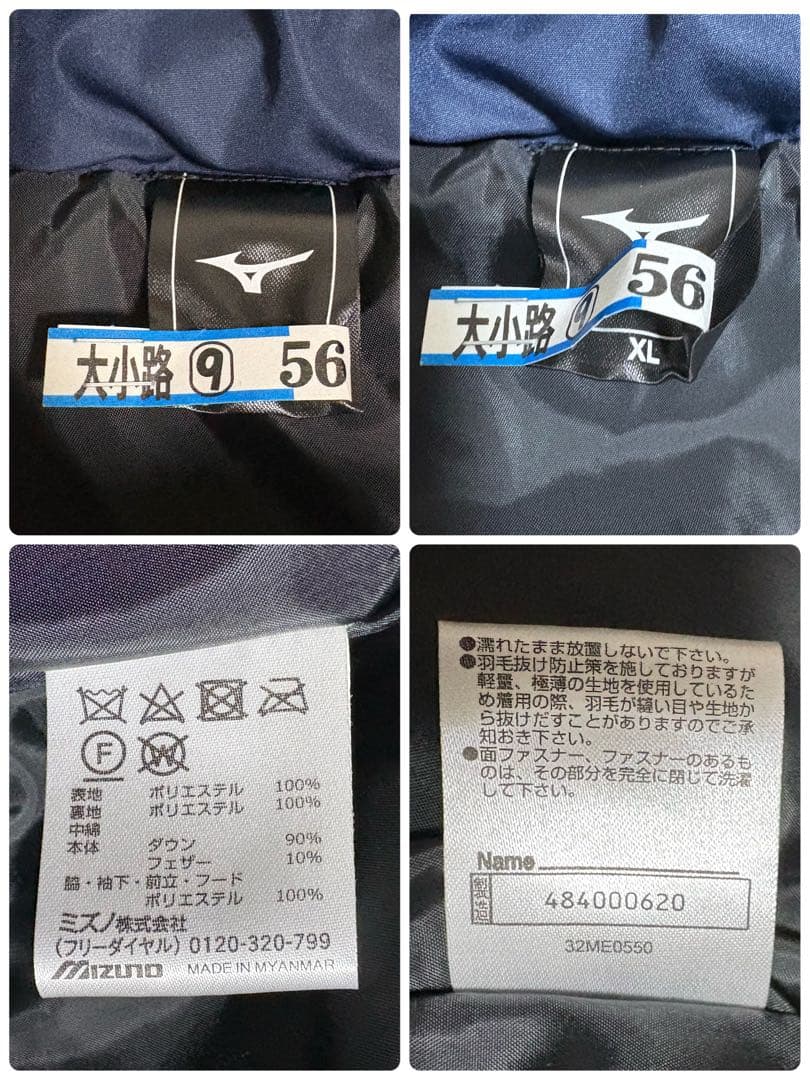 大小路 ⑨ 56
大小路 ⑨ 56
XL
F
W
表地 ポリエステル 100%
裏地 ポリエステル 100%
中綿
本体 ダウン 90%
フェザー 10%
脇・袖下・前立・フード
ポリエステル 100%
ミズノ株式会社
(フリーダイヤル) 0120-320-799
MIZUNO MADE IN MYANMAR
●濡れたまま放置しないで下さい。
●羽毛抜け防止策を施しておりますが
軽量、極薄の生地を使用しているた
め着用の際、羽毛が縫い目や生地か
ら抜けだすことがありますのでご承
知おき下さい。
●面ファスナー、ファスナーのあるも
のは、その部分を完全に閉じて洗濯
して下さい。
Name
製造 484000620
32ME0550